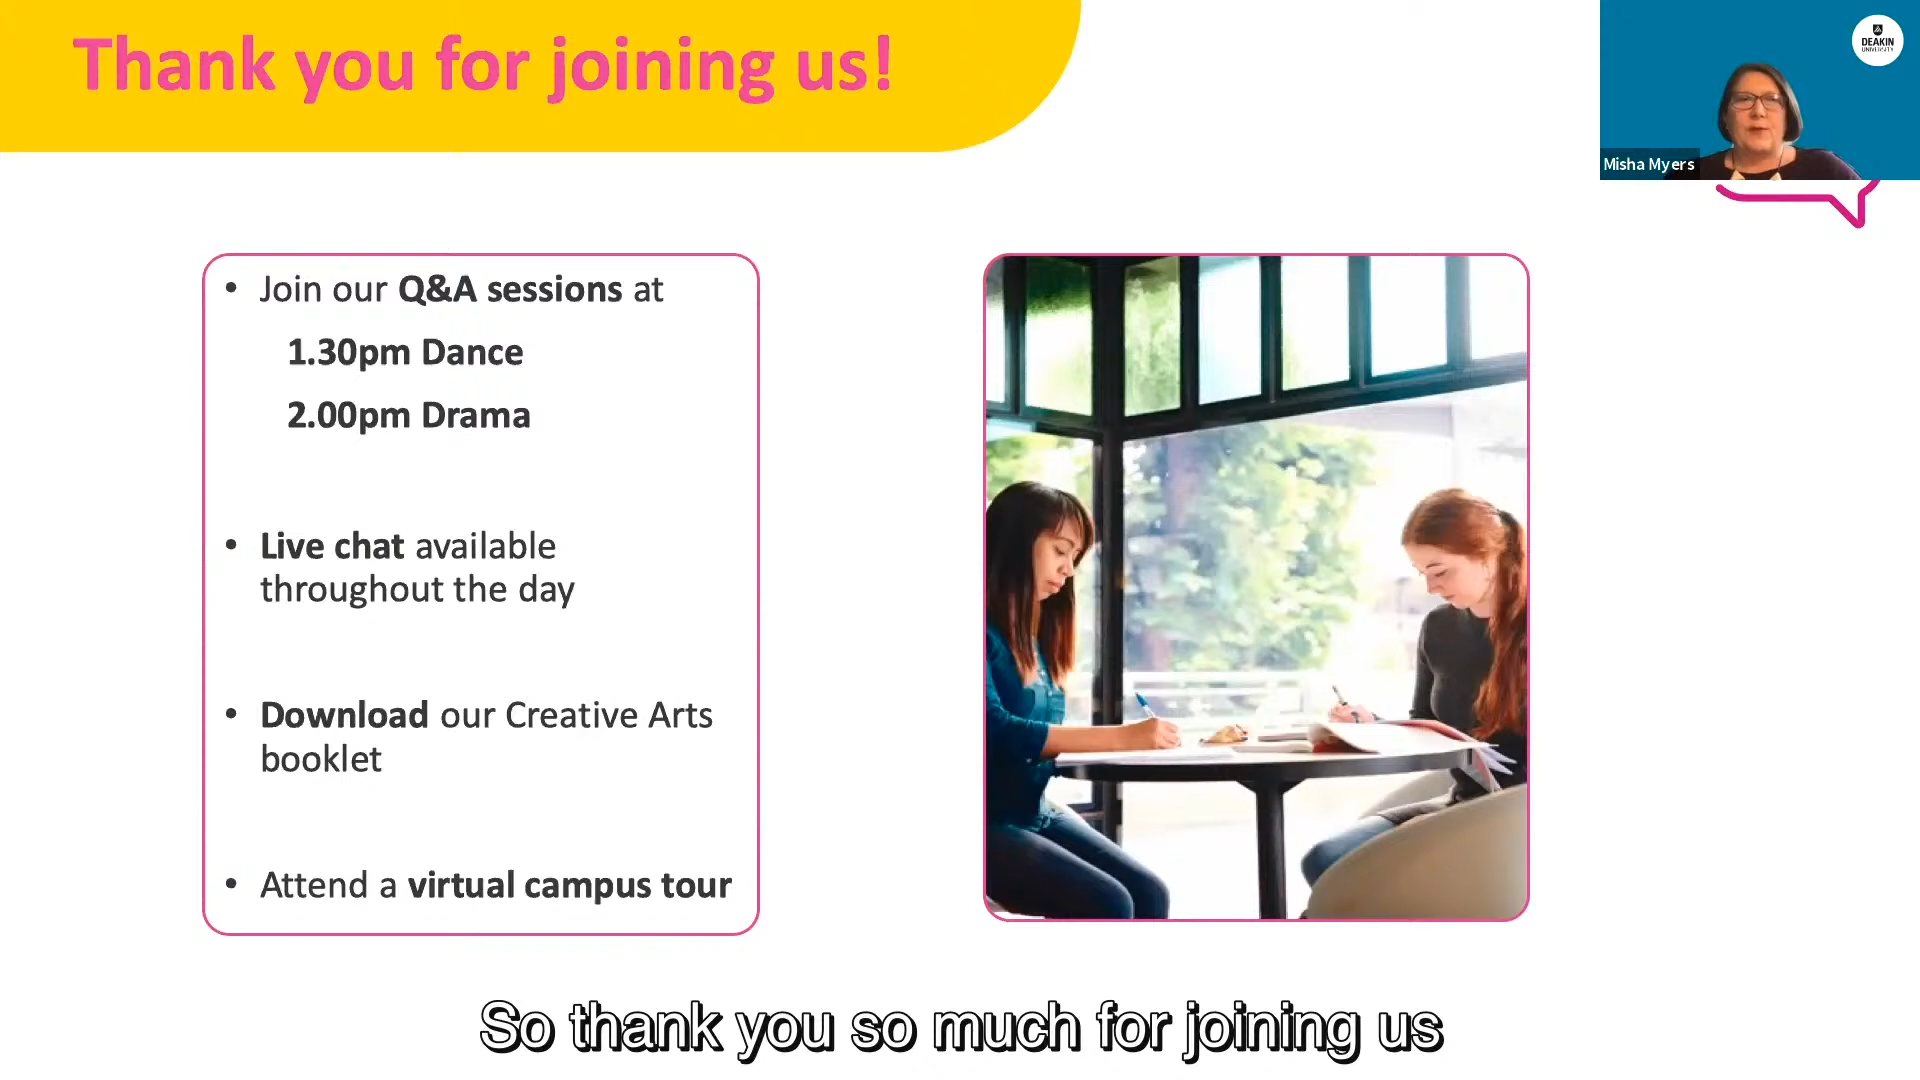 Thank you for joining us!
DEAKIN
UNIVERSITY
Misha Myers
• Join our Q&A sessions at
1.30pm Dance
2.00pm Drama
• Live chat available
throughout the day
• Download our Creative Arts
booklet
• Attend a virtual campus tour
So thank you so much for joining us